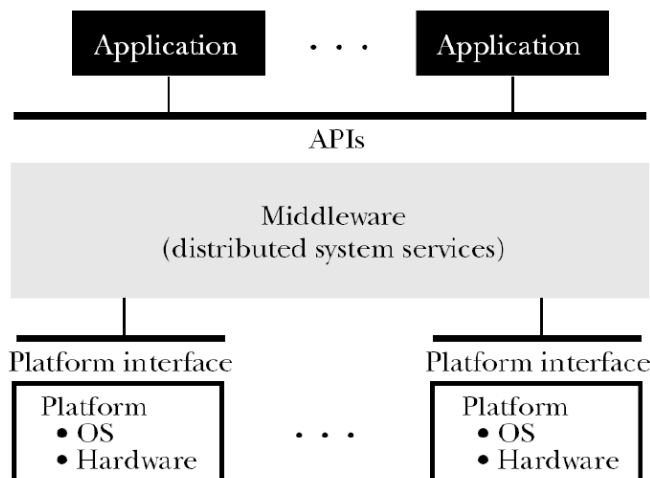 Application . . . Application
APIs
Middleware
(distributed system services)
Platform interface Platform interface
Platform . . . Platform
• OS • OS
• Hardware • Hardware